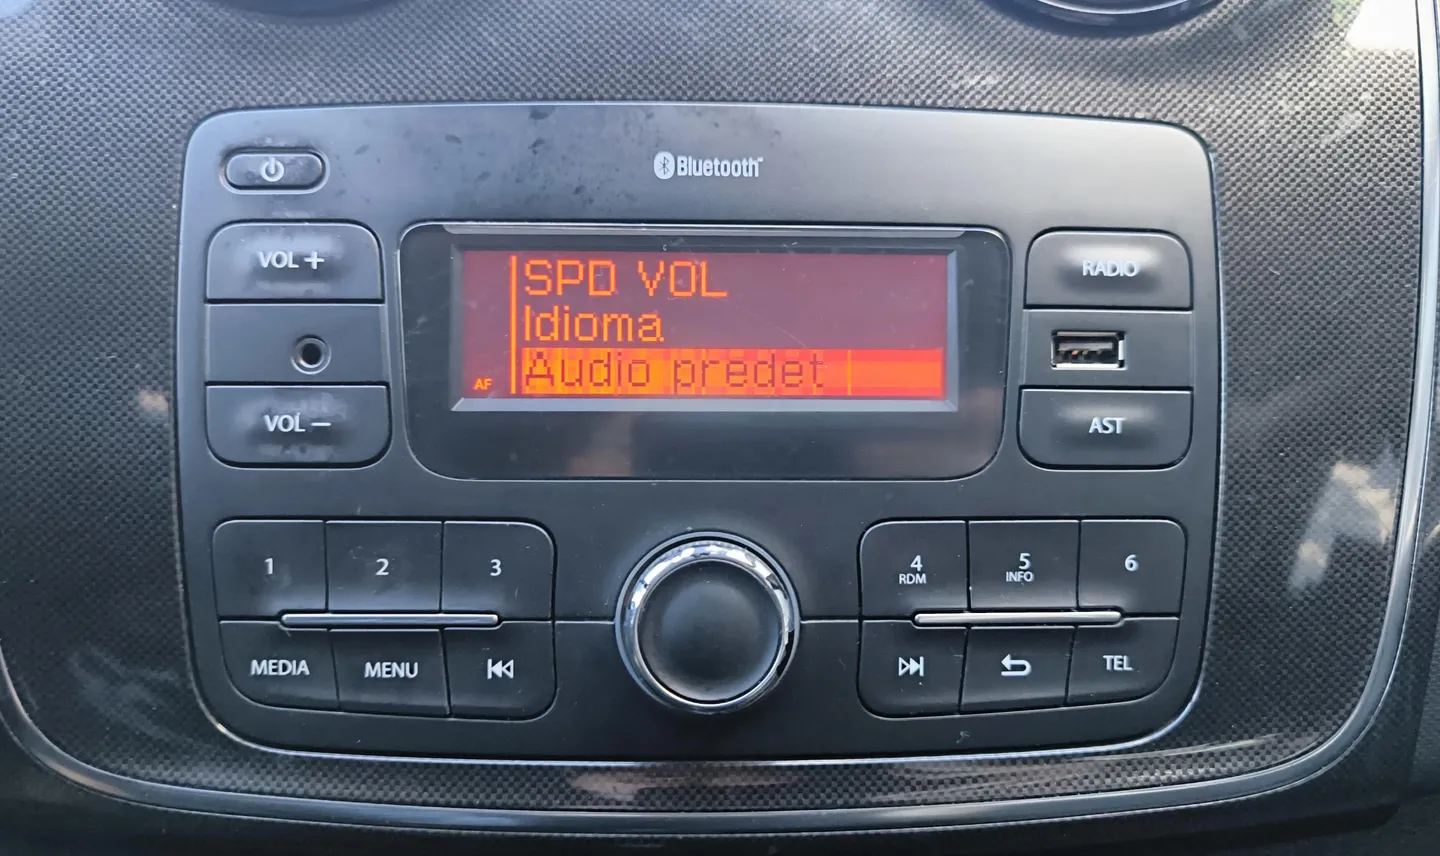 Bluetooth
VOL +
RADIO
SPD VOL
Idioma
Audio predet
AF
VOL –
AST
1
2
3
4
RDM
5
INFO
6
MEDIA
MENU
TEL